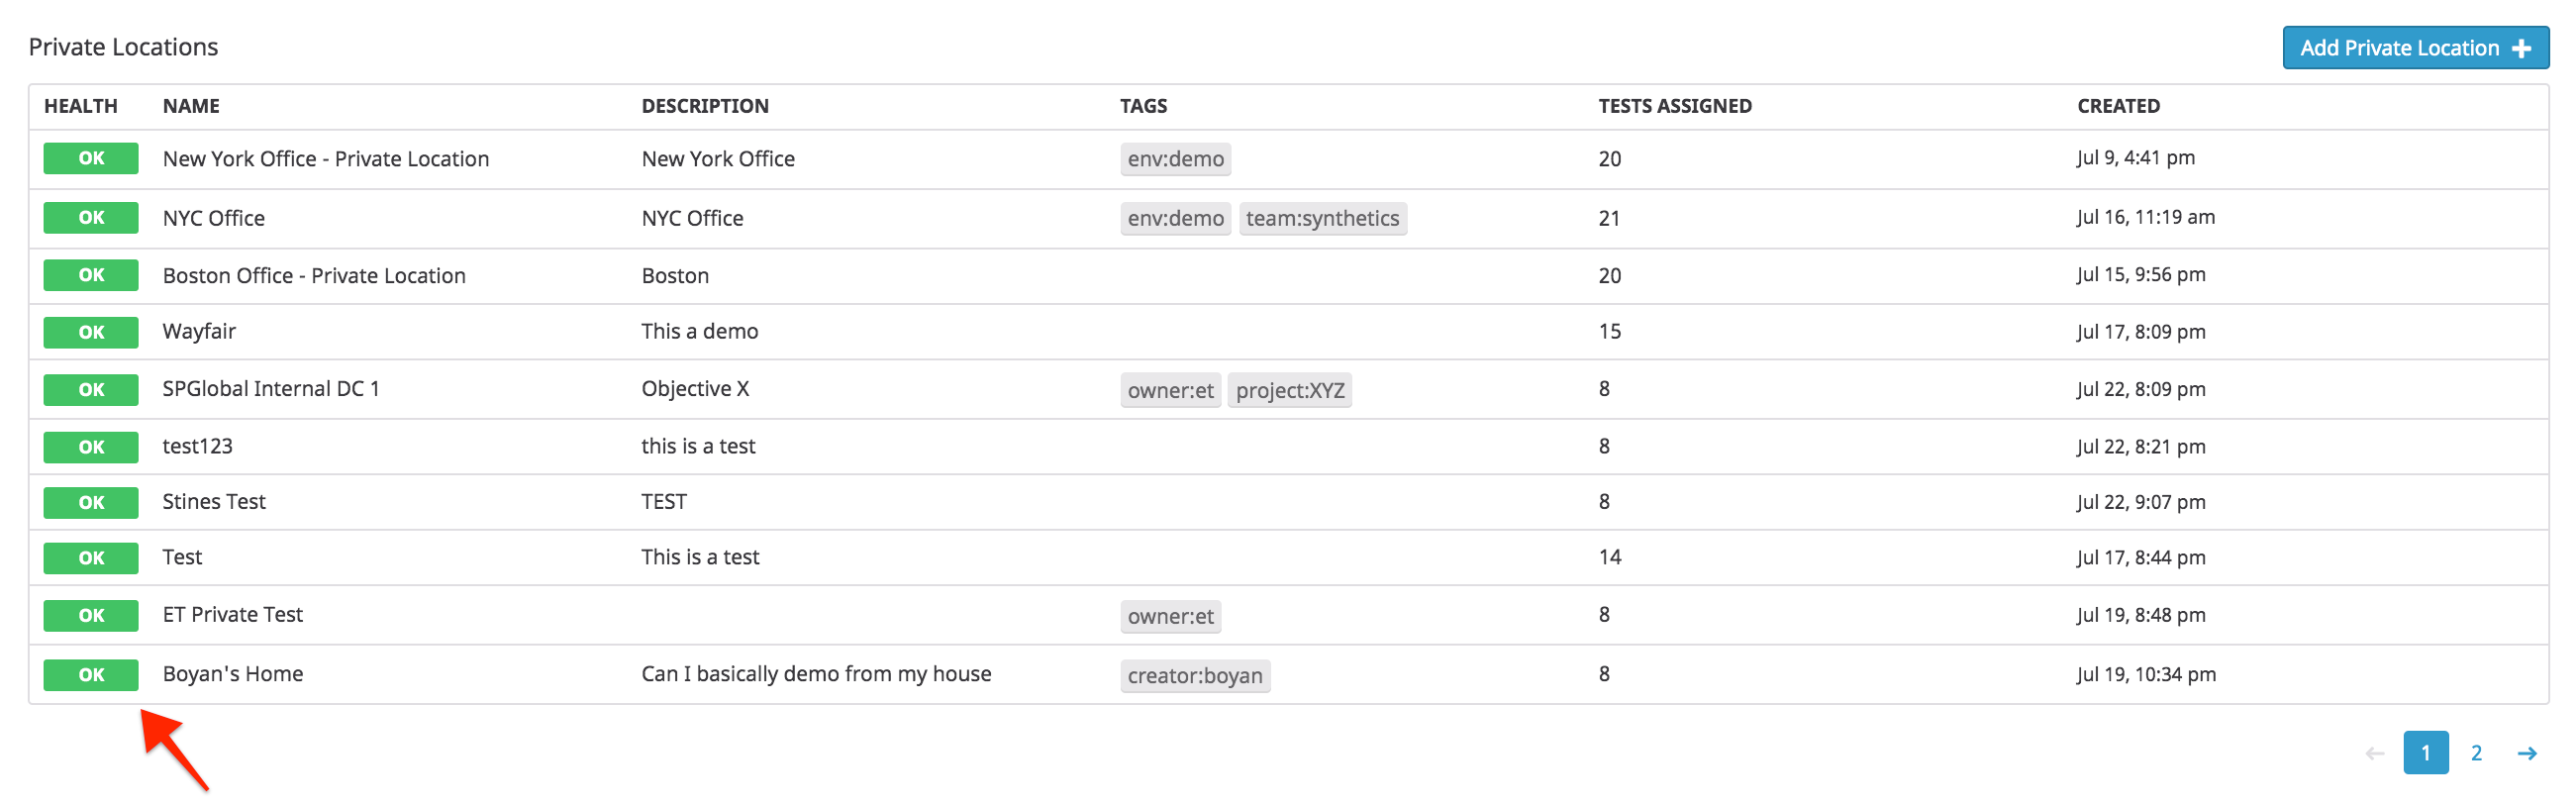 Private Locations
Add Private Location +
HEALTH NAME DESCRIPTION TAGS TESTS ASSIGNED CREATED
OK New York Office - Private Location New York Office env:demo 20 Jul 9, 4:41 pm
OK NYC Office NYC Office env:demo team:synthetics 21 Jul 16, 11:19 am
OK Boston Office - Private Location Boston 20 Jul 15, 9:56 pm
OK Wayfair This a demo 15 Jul 17, 8:09 pm
OK SPGlobal Internal DC 1 Objective X owner:et project:XYZ 8 Jul 22, 8:09 pm
OK test123 this is a test 8 Jul 22, 8:21 pm
OK Stines Test TEST 8 Jul 22, 9:07 pm
OK Test This is a test 14 Jul 17, 8:44 pm
OK ET Private Test owner:et 8 Jul 19, 8:48 pm
OK Boyan's Home Can I basically demo from my house creator:boyan 8 Jul 19, 10:34 pm
← 1 2 →